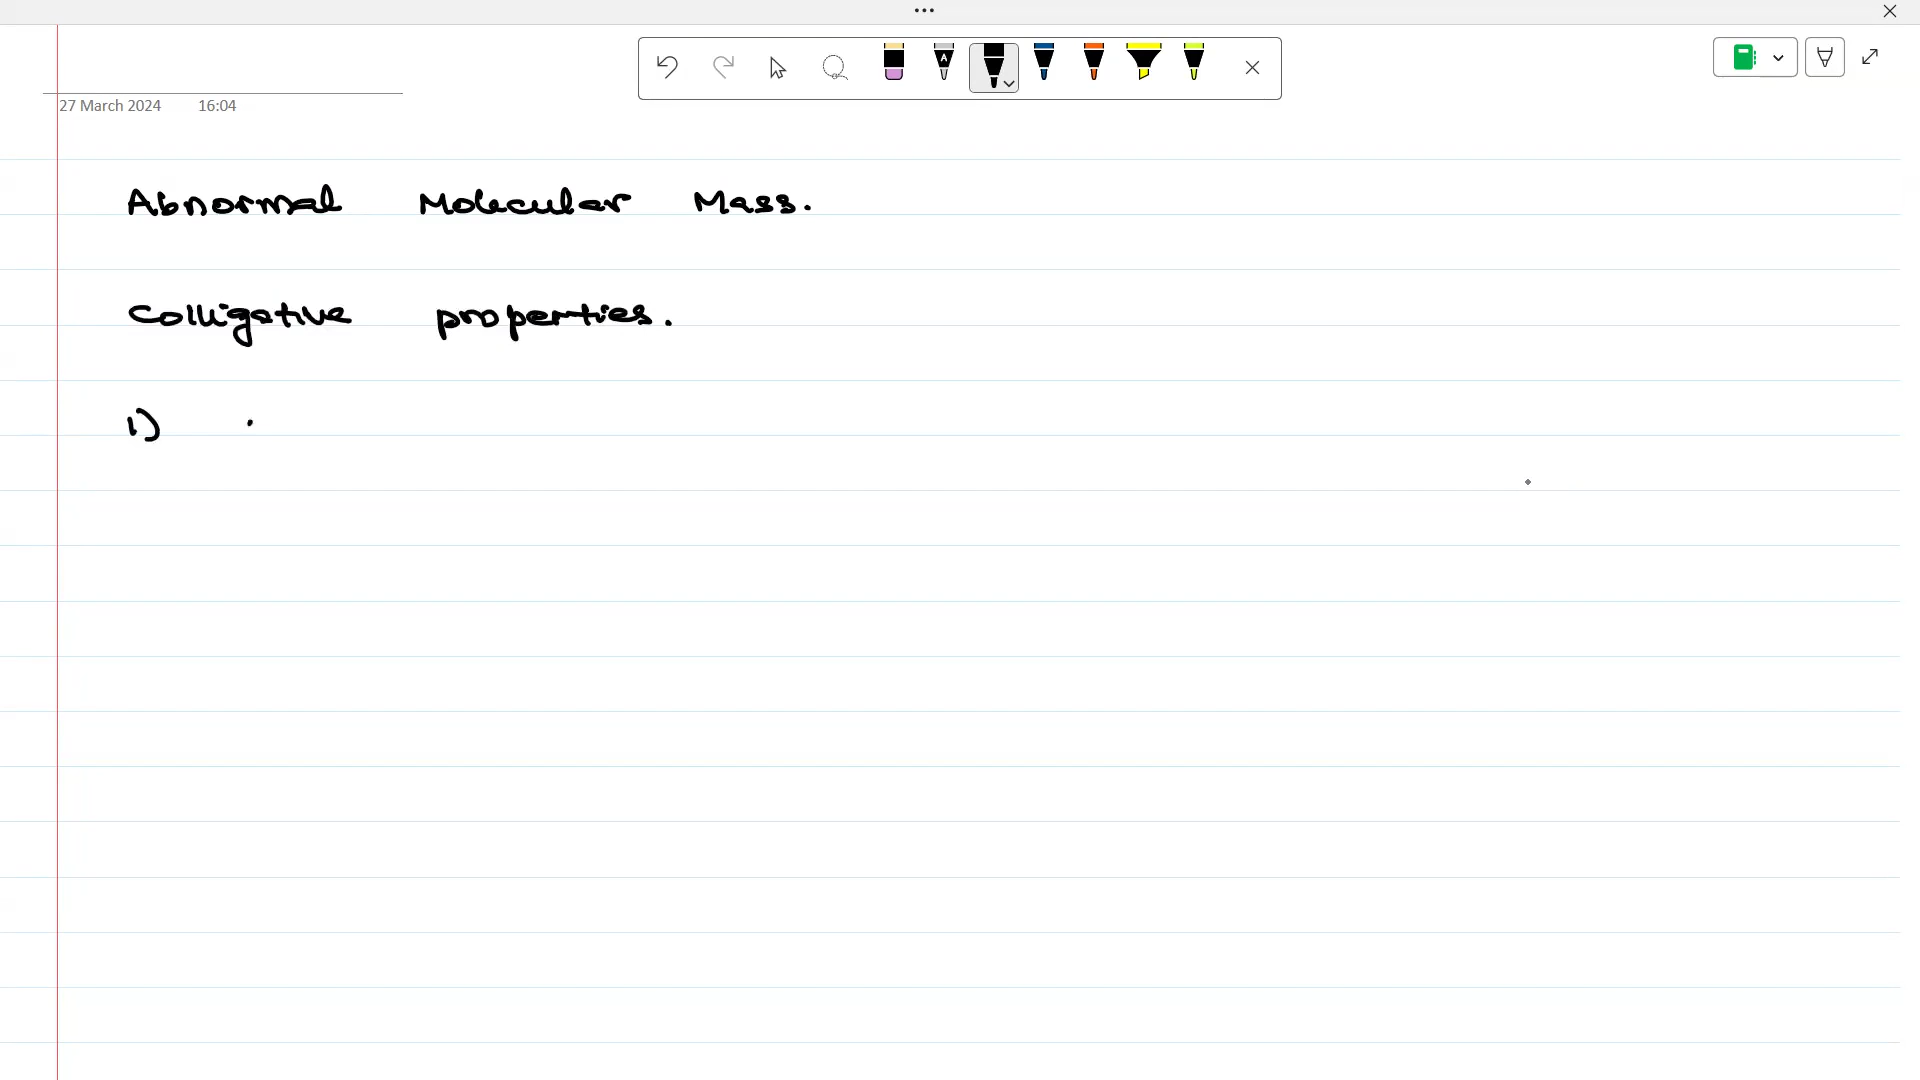 27 March 2024 16:04
Abnormal Molecular Mass.
Colligative properties.
1)